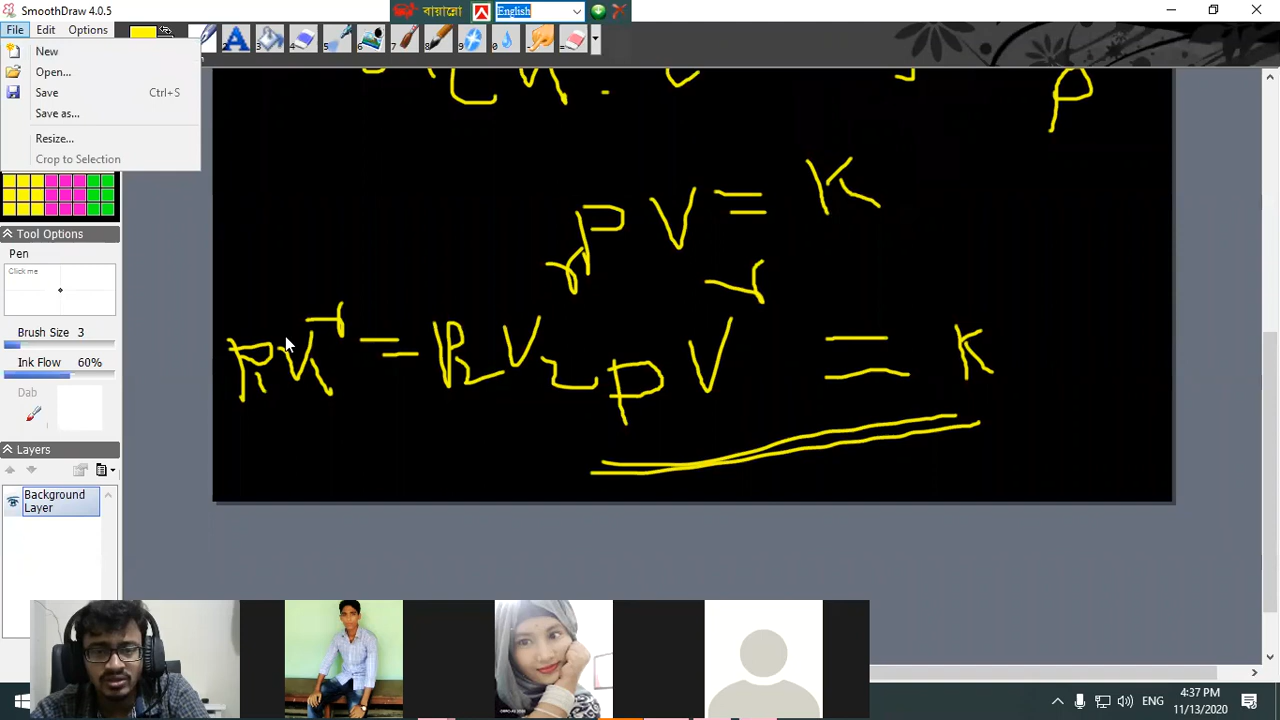 SmoothDraw 4.0.5
বায়ান্নো
English
File
Edit
Options
New
Open...
Save
Ctrl+S
Save as...
Resize...
Crop to Selection
Tool Options
Pen
Click me
Brush Size 3
Ink Flow 60%
Dab
Layers
Background Layer
P
PV = K
P₁V₁^r = P₂V₂
PV^r = K
ENG
4:37 PM
11/13/2020